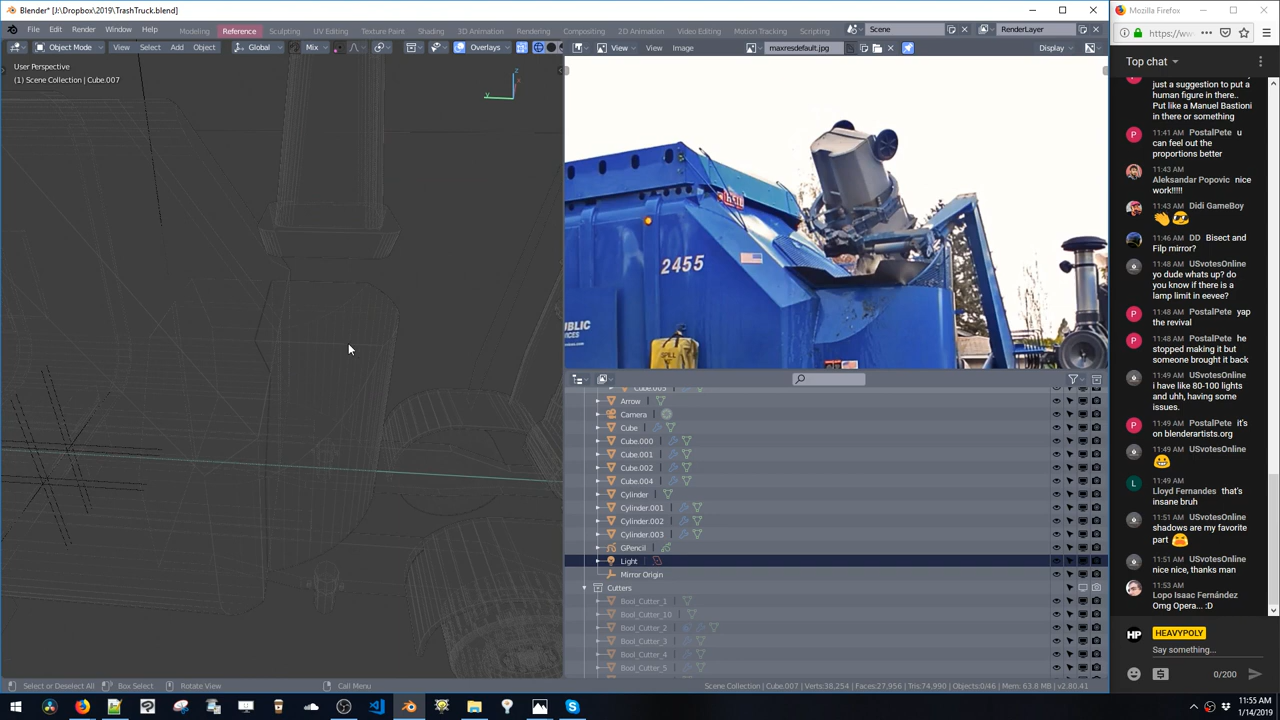 Blender* [J:\Dropbox\2019\TrashTruck.blend]
Mozilla Firefox
File Edit Render Window Help
Modeling Reference Sculpting UV Editing Texture Paint Shading 3D Animation Rendering Compositing 2D Animation Video Editing Motion Tracking Scripting
Scene
RenderLayer
https://ww
Object Mode View Select Add Object Global Mix Overlays
View View Image maxresdefault.jpg Display
User Perspective
(1) Scene Collection | Cube.007
z
Y
x
2455
UBLIC
VICES
Top chat
just a suggestion to put a
human figure in there..
Put like a Manuel Bastioni
in there or something
11:41 AM PostalPete u
can feel out the
proportions better
11:43 AM
Aleksandar Popovic nice
work!!!!!
11:43 AM Didi GameBoy
👏😎
11:46 AM DD Bisect and
Filp mirror?
11:48 AM USvotesOnline
yo dude whats up? do
you know if there is a
lamp limit in eevee?
11:48 AM PostalPete yap
the revival
11:48 AM PostalPete he
stopped making it but
someone brought it back
11:49 AM USvotesOnline
i have like 80-100 lights
and uhh, having some
issues.
11:49 AM PostalPete it's
on blenderartists.org
11:49 AM USvotesOnline
😁
11:49 AM
Lloyd Fernandes that's
insane bruh
11:51 AM USvotesOnline
shadows are my favorite
part 😫
11:51 AM USvotesOnline
nice nice, thanks man
11:53 AM
Lopo Isaac Fernández
Omg Opera... :D
HP HEAVYPOLY
Say something...
0/200
Cube.005
Arrow
Camera
Cube
Cube.000
Cube.001
Cube.002
Cube.004
Cylinder
Cylinder.001
Cylinder.002
Cylinder.003
GPencil
Light
Mirror Origin
Cutters
Bool_Cutter_1
Bool_Cutter_10
Bool_Cutter_2
Bool_Cutter_3
Bool_Cutter_4
Bool_Cutter_5
Select or Deselect All Box Select Rotate View Call Menu
Scene Collection | Cube.007 | Verts:38,254 | Faces:27,956 | Tris:74,990 | Objects:0/46 | Mem: 63.8 MB | v2.80.41
11:55 AM
1/14/2019